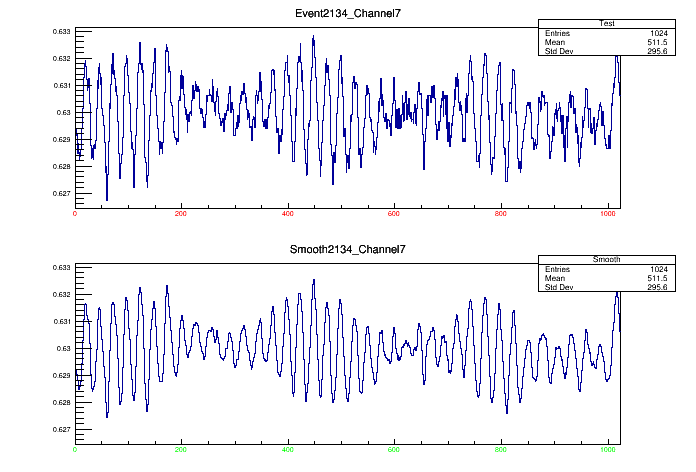 Event2134_Channel7
Test
Entries 1024
Mean 511.5
Std Dev 295.6
0.633
0.632
0.631
0.63
0.629
0.628
0.627
0 200 400 600 800 1000
Smooth2134_Channel7
Smooth
Entries 1024
Mean 511.5
Std Dev 295.6
0.633
0.632
0.631
0.63
0.629
0.628
0.627
0 200 400 600 800 1000